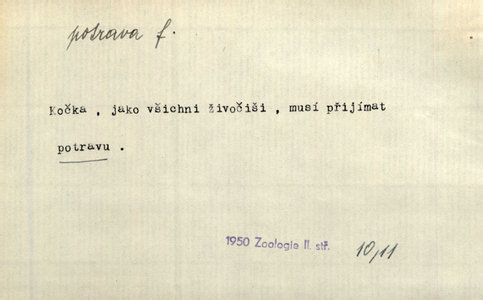 potrava f.
Kočka , jako všichni živočiši , musí přijímat
potravu .
1950 Zoologie II. stř. 10,11